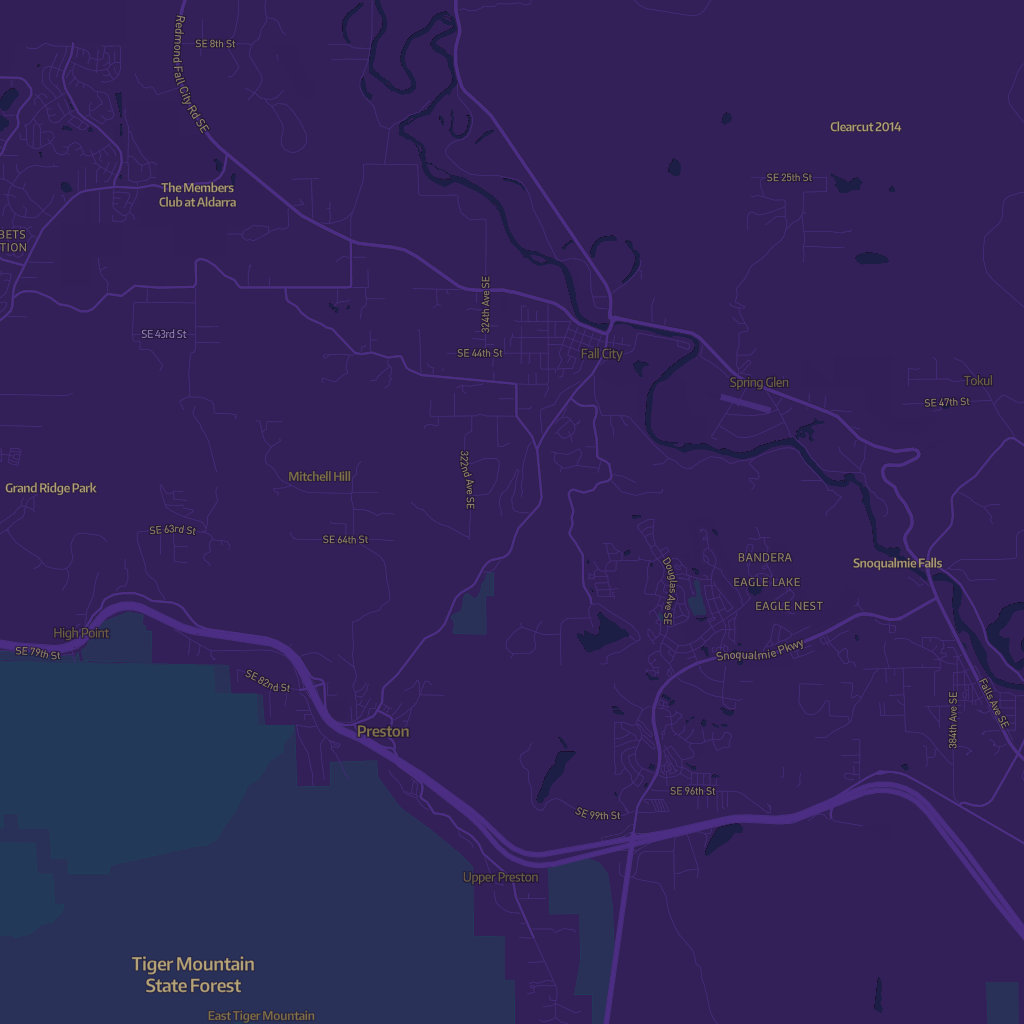 Redmond Fall City Rd SE
SE 8th St
Clearcut 2014
SE 25th St
The Members
Club at Aldarra
BETS
TION
324th Ave SE
SE 43rd St
SE 44th St
Fall City
Spring Glen
Tokul
SE 47th St
322nd Ave SE
Mitchell Hill
Grand Ridge Park
SE 63rd St
SE 64th St
BANDERA
Snoqualmie Falls
Douglas Ave SE
EAGLE LAKE
EAGLE NEST
High Point
SE 79th St
Snoqualmie Pkwy
SE 82nd St
Falls Ave SE
384th Ave SE
Preston
SE 96th St
SE 99th St
Upper Preston
Tiger Mountain
State Forest
East Tiger Mountain